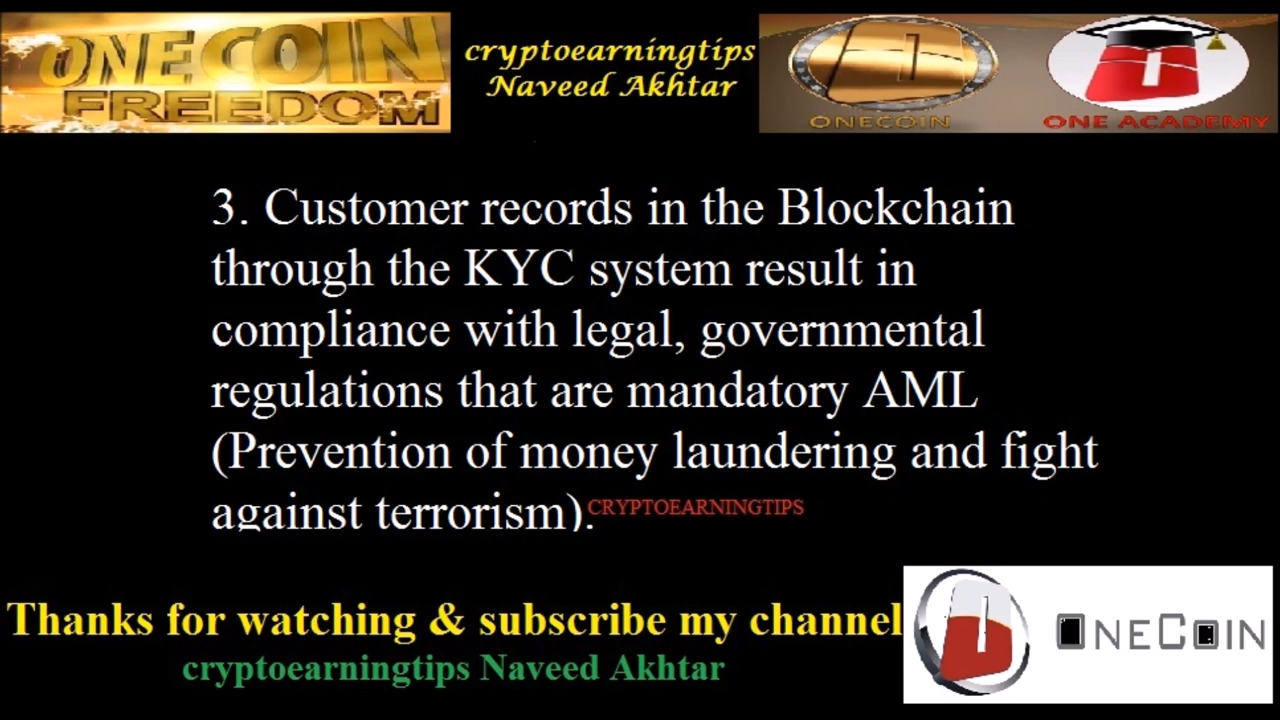 ONE COIN
FREEDOM
cryptoearningtips
Naveed Akhtar
ONECOIN
ONE ACADEMY
3. Customer records in the Blockchain
through the KYC system result in
compliance with legal, governmental
regulations that are mandatory AML
(Prevention of money laundering and fight
against terrorism).
CRYPTOEARNINGTIPS
Thanks for watching & subscribe my channel
cryptoearningtips Naveed Akhtar
ONECOIN